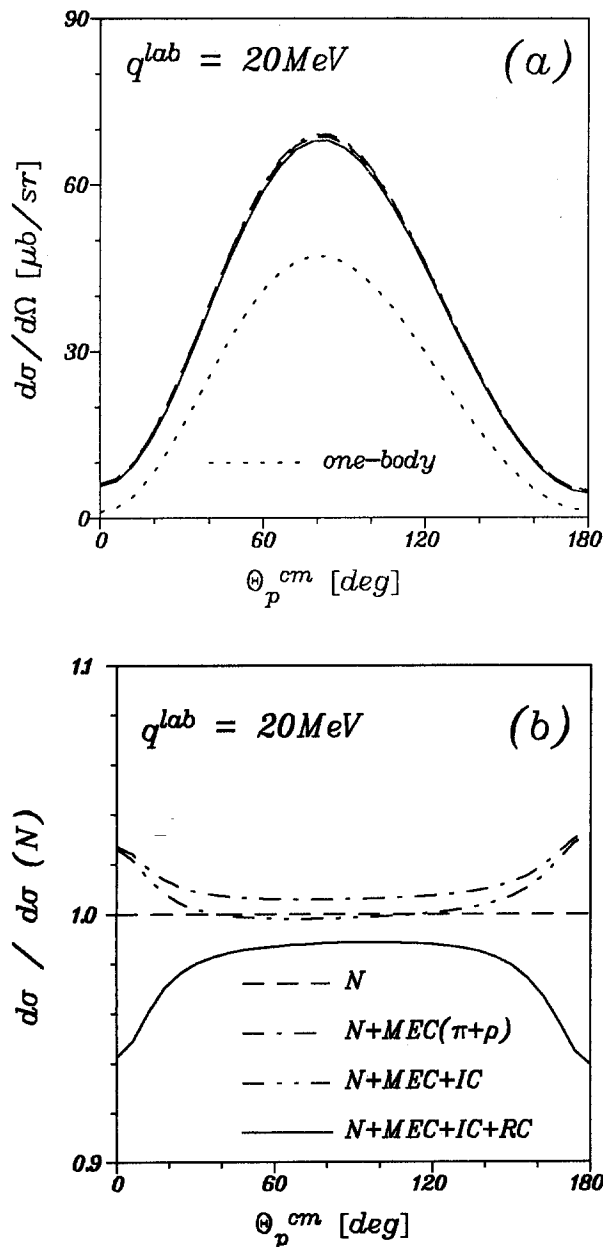 90
q^lab = 20MeV (a)
60
dσ/dΩ [μb/sr]
30
one-body
0
0 60 120 180
Θ_p^cm [deg]
1.1
q^lab = 20MeV (b)
1.0
dσ / dσ (N)
N
N+MEC(π+ρ)
N+MEC+IC
N+MEC+IC+RC
0.9
0 60 120 180
Θ_p^cm [deg]